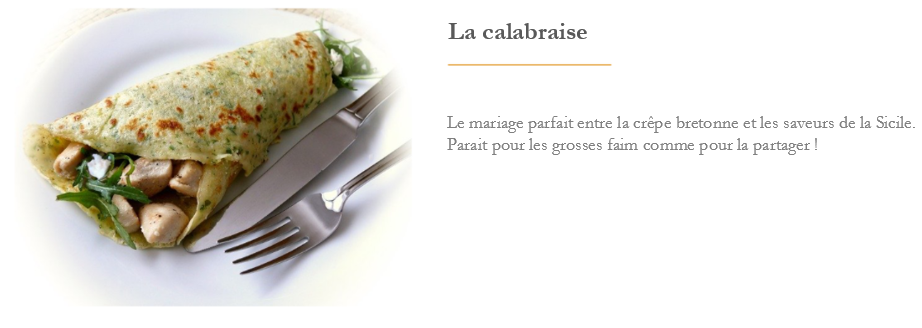 La calabraise
Le mariage parfait entre la crêpe bretonne et les saveurs de la Sicile.
Parait pour les grosses faim comme pour la partager !